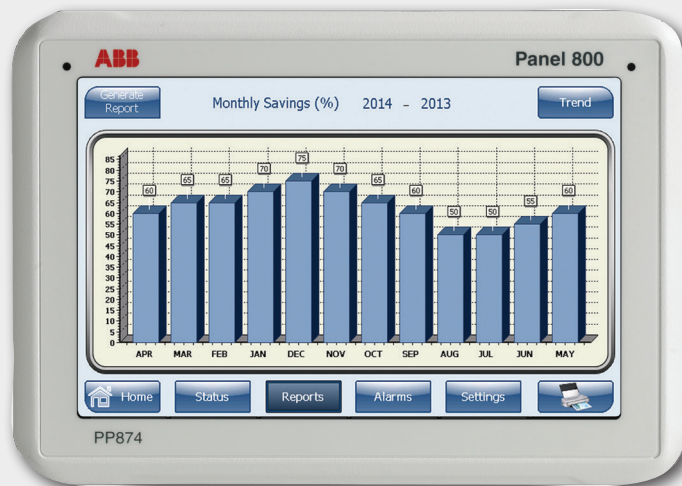 ABB
Panel 800
Generate
Report
Monthly Savings (%) 2014 - 2013
Trend
85
80
75
70
65
60
55
50
45
40
35
30
25
20
15
10
5
0
60
65
65
70
75
70
65
60
50
50
55
60
APR MAR FEB JAN DEC NOV OCT SEP AUG JUL JUN MAY
Home
Status
Reports
Alarms
Settings
PP874